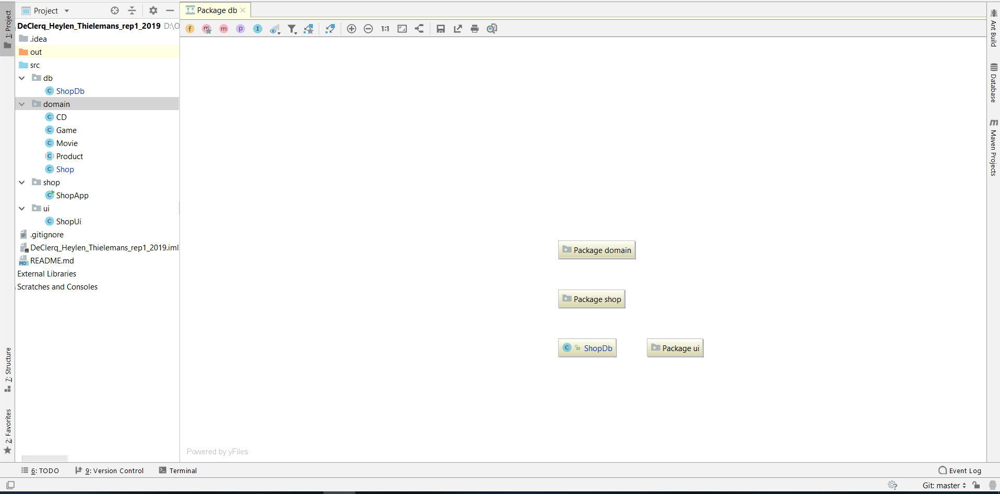 Project
Package db
1: Project
DeClerq_Heylen_Thielemans_rep1_2019 D:\O
.idea
out
src
db
ShopDb
domain
CD
Game
Movie
Product
Shop
shop
ShopApp
ui
ShopUi
.gitignore
DeClerq_Heylen_Thielemans_rep1_2019.iml
README.md
External Libraries
Scratches and Consoles
7: Structure
2: Favorites
f m m p I 1:1
Package domain
Package shop
ShopDb
Package ui
Powered by yFiles
Ant Build
Database
Maven Projects
6: TODO
9: Version Control
Terminal
Event Log
Git: master